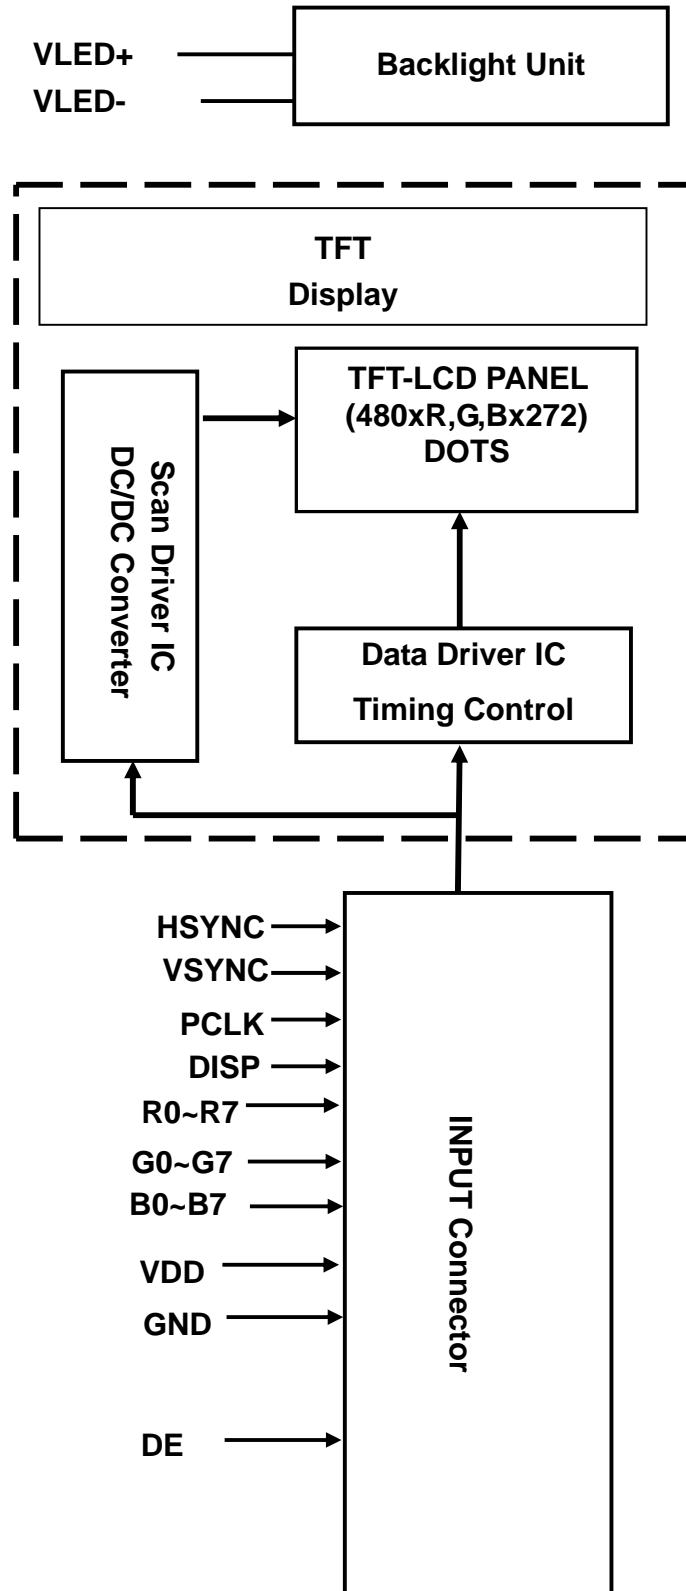 VLED+
VLED-
Backlight Unit
TFT
Display
TFT-LCD PANEL
(480xR,G,Bx272)
DOTS
Scan Driver IC
DC/DC Converter
Data Driver IC
Timing Control
HSYNC
VSYNC
PCLK
DISP
R0~R7
G0~G7
B0~B7
VDD
GND
DE
INPUT Connector